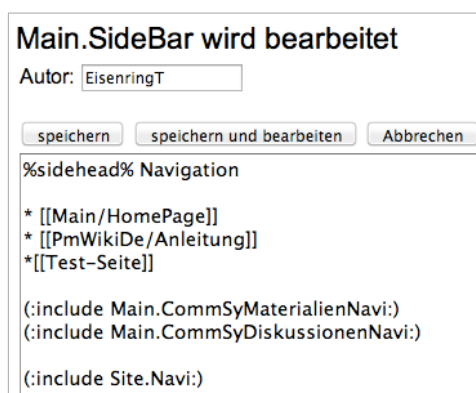 Main.SideBar wird bearbeitet
Autor: EisenringT
speichern speichern und bearbeiten Abbrechen
%sidehead% Navigation
* [[Main/HomePage]]
* [[PmWikiDe/Anleitung]]
*[[Test-Seite]]
(:include Main.CommSyMaterialienNavi:)
(:include Main.CommSyDiskussionenNavi:)
(:include Site.Navi:)